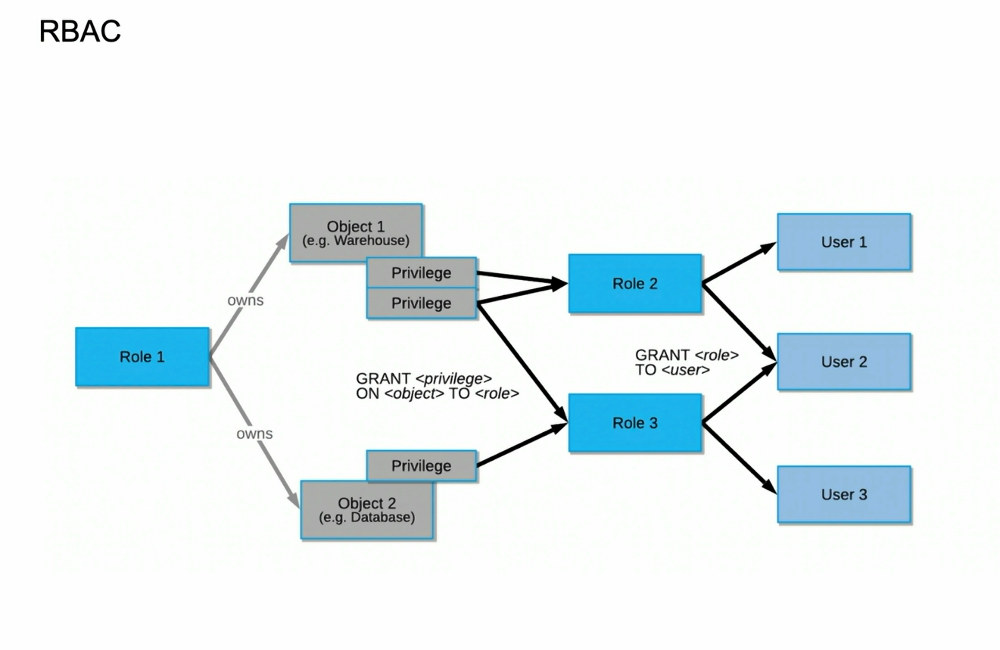 RBAC
Object 1
(e.g. Warehouse)
Privilege
Privilege
owns
Role 1
owns
GRANT <privilege>
ON <object> TO <role>
Privilege
Object 2
(e.g. Database)
Role 2
GRANT <role>
TO <user>
Role 3
User 1
User 2
User 3